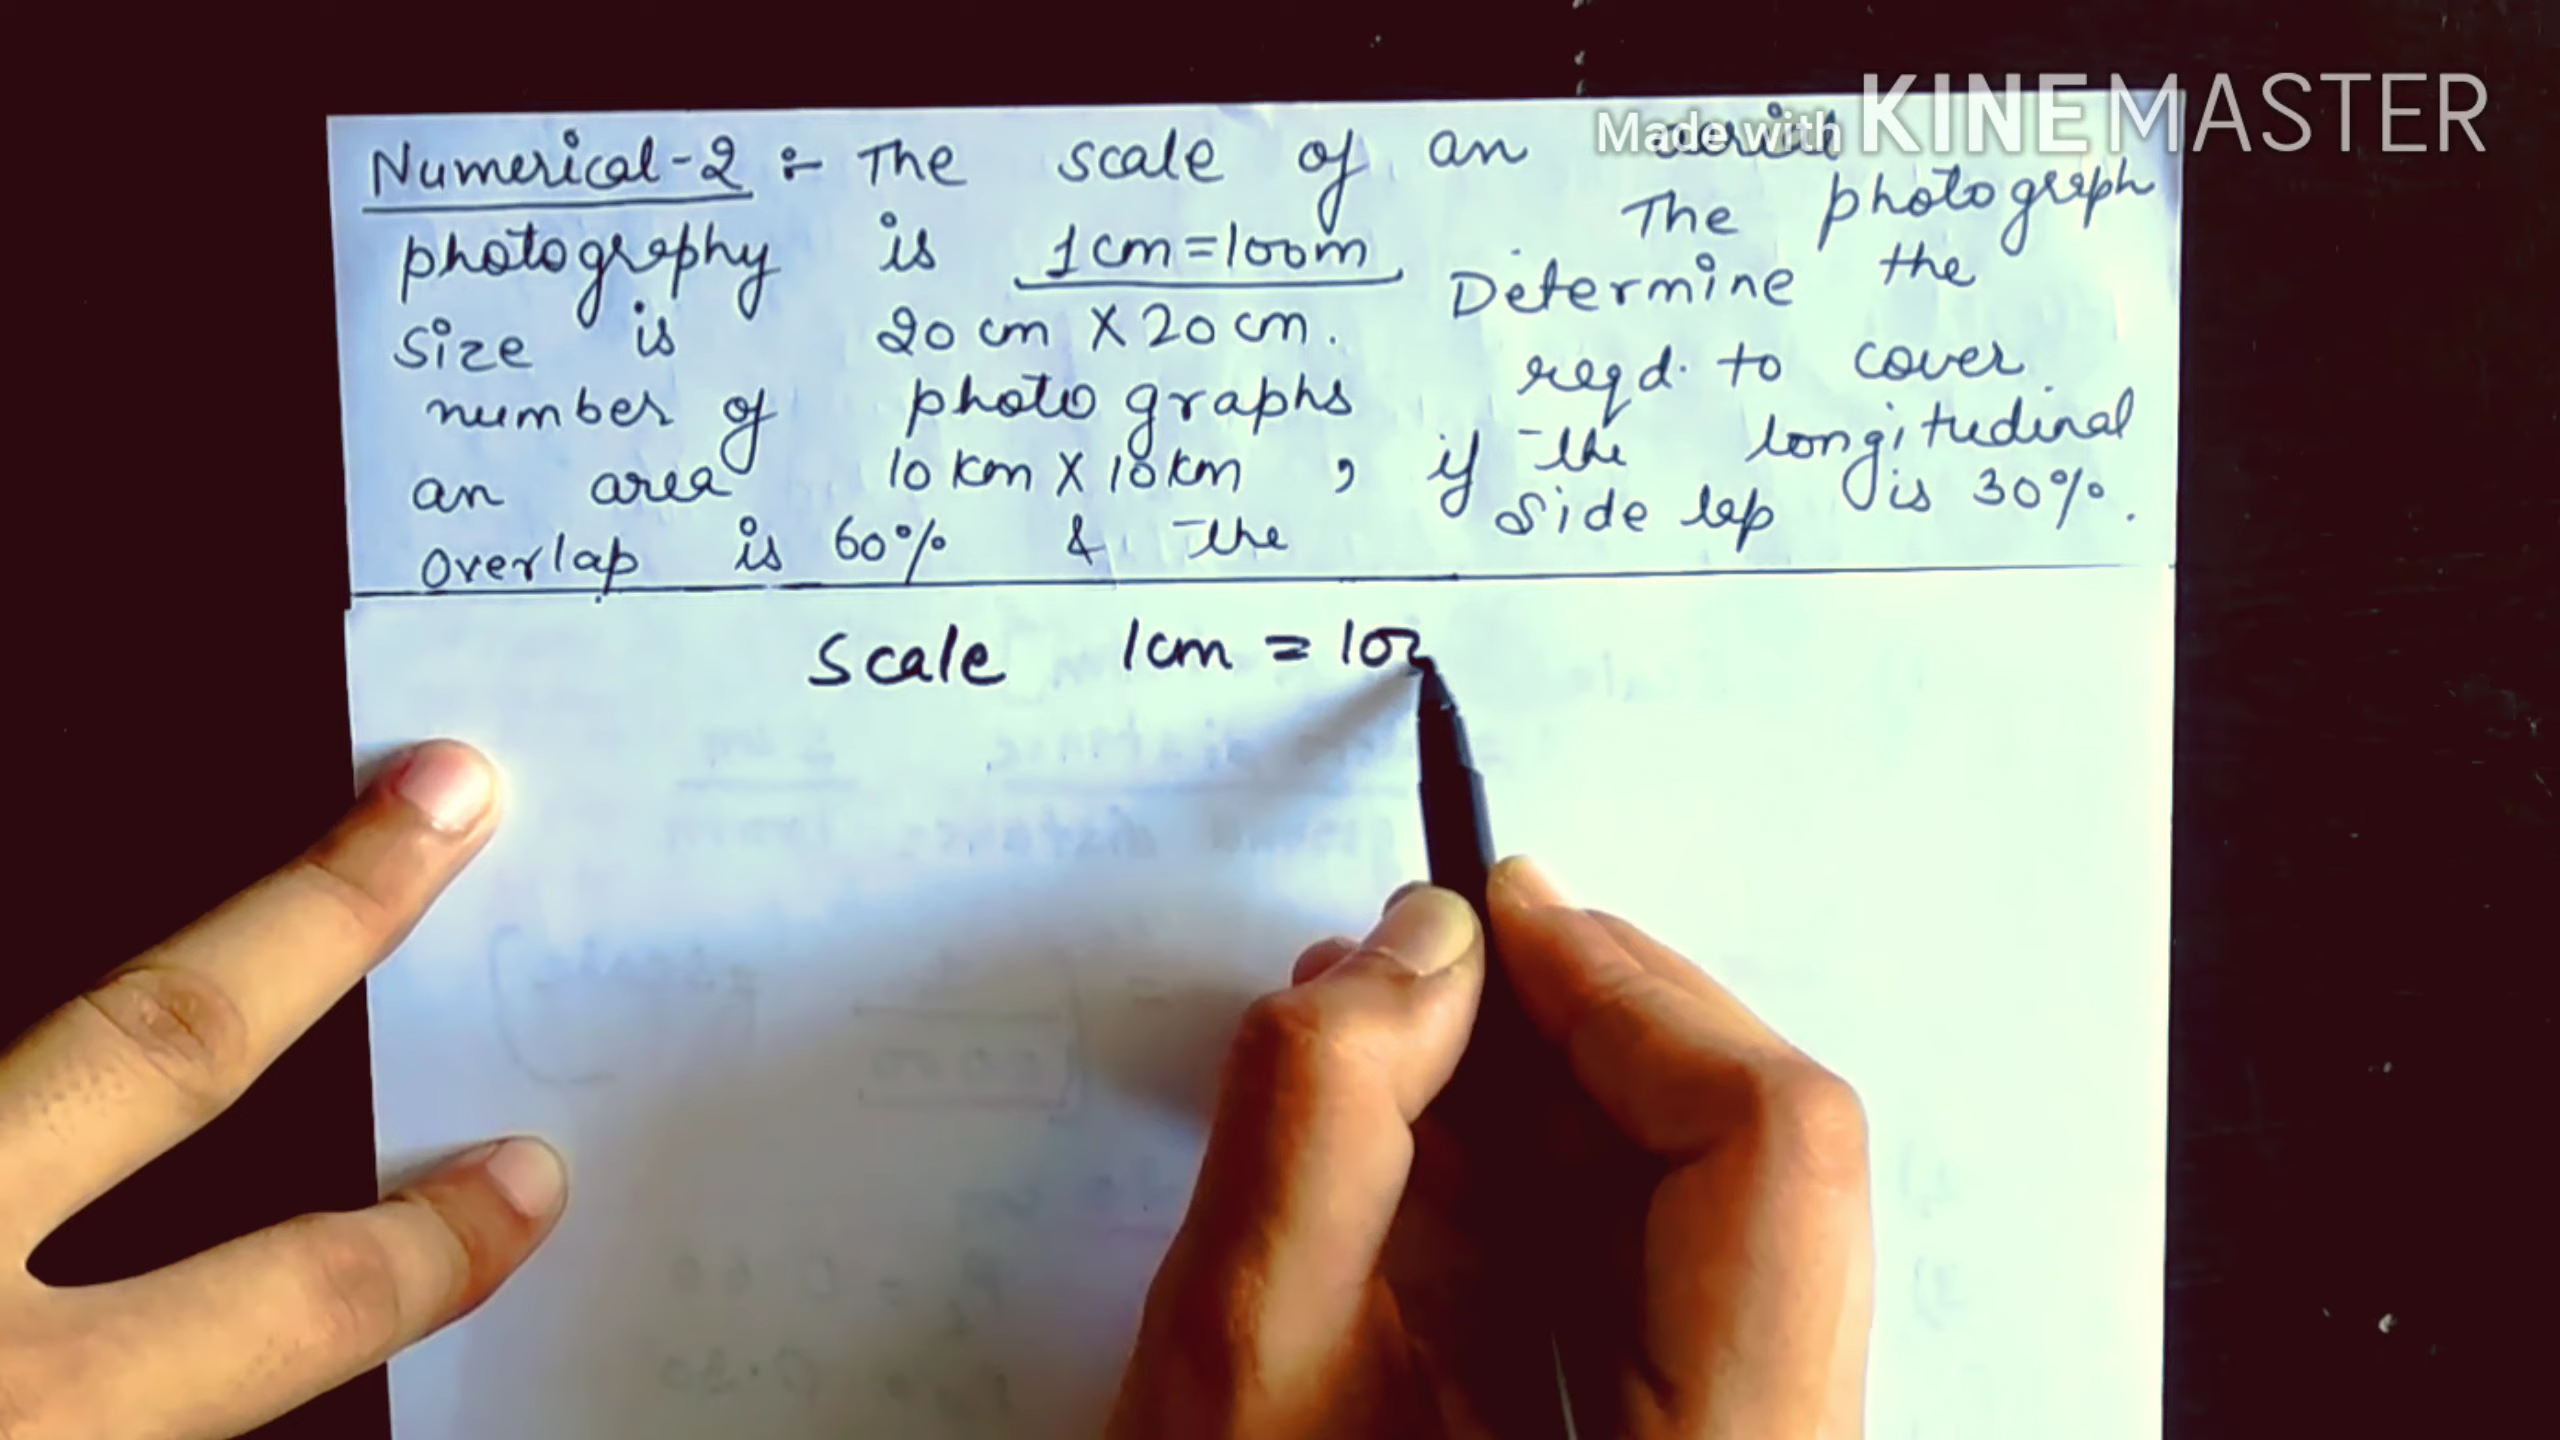 Made with KINEMASTER
Numerical-2 :- The scale of an aerial
photography is 1cm=100m. The photograph
size is 20 cm X 20 cm. Determine the
number of photographs reqd. to cover
an area 10 km X 10 km, if the longitudinal
overlap is 60% & the side lap is 30%.
Scale 1cm = 100